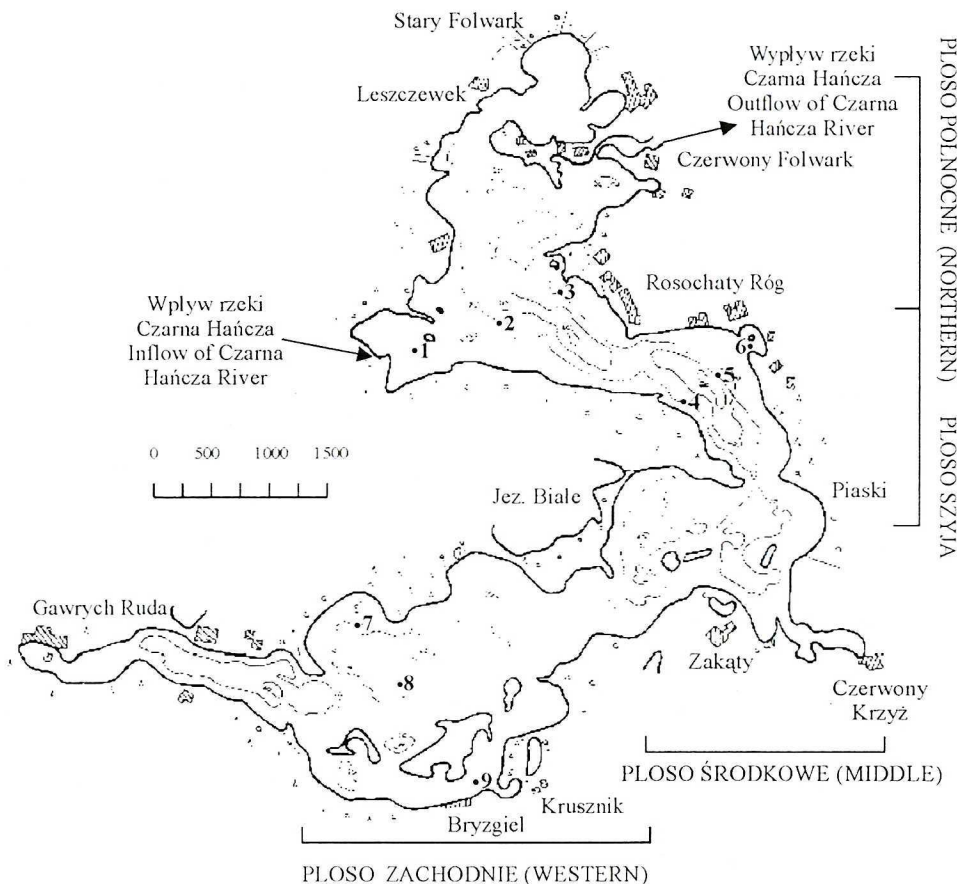 Stary Folwark
Wypływ rzeki
Czarna Hańcza
Outflow of Czarna
Hańcza River
Leszczewek
Czerwony Folwark
PLOSO POLNOCNE (NORTHERN)
PLOSO SZYJA
Rosochaty Róg
3
2
Wpływ rzeki
Czarna Hańcza
Inflow of Czarna
Hańcza River
1
6
5
4
0 500 1000 1500
Jez. Białe
Piaski
Gawrych Ruda
7
Zakąty
8
Czerwony
Krzyż
9
PLOSO ŚRODKOWE (MIDDLE)
Krusznik
Bryzgiel
PLOSO ZACHODNIE (WESTERN)